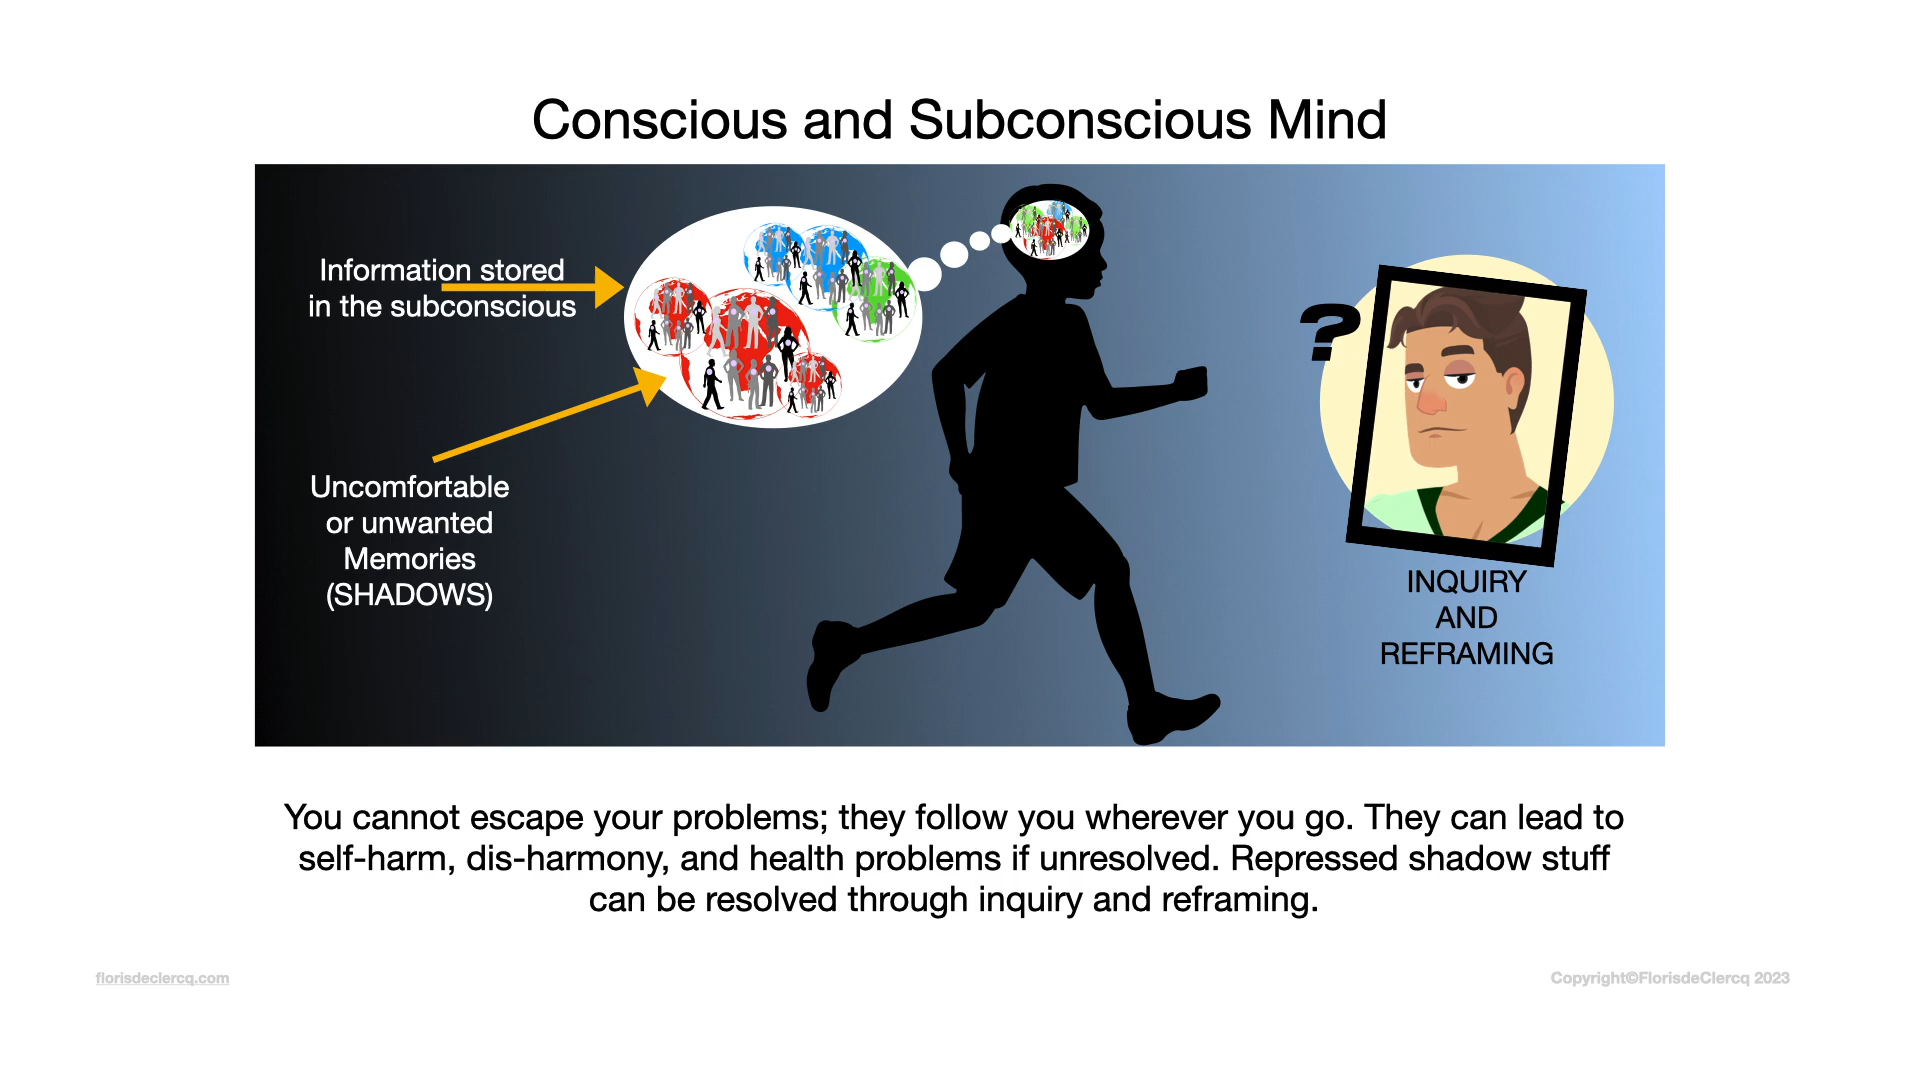 Conscious and Subconscious Mind
Information stored
in the subconscious
Uncomfortable
or unwanted
Memories
(SHADOWS)
?
INQUIRY
AND
REFRAMING
You cannot escape your problems; they follow you wherever you go. They can lead to
self-harm, dis-harmony, and health problems if unresolved. Repressed shadow stuff
can be resolved through inquiry and reframing.
florisdeclercq.com
Copyright©FlorisdeClercq 2023